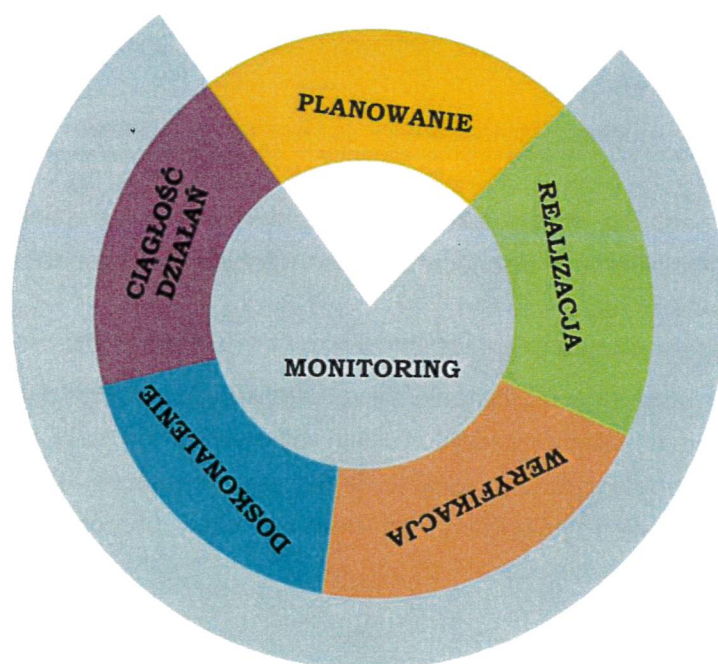 PLANOWANIE
REALIZACJA
WERYFIKACJA
DOSKONALENIE
CIĄGŁOŚĆ
DZIAŁAŃ
MONITORING